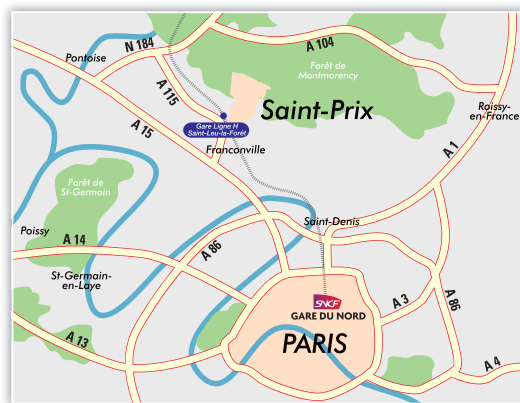 N 184
A 104
Pontoise
Forêt de
Montmorency
A 115
Saint-Prix
Roissy-
en-France
A 15
Gare Ligne H
Saint-Leu-la-Forêt
Franconville
A 1
Forêt de
St-Germain
Saint-Denis
Poissy
A 14
A 86
St-Germain-
en-Laye
SNCF
GARE DU NORD
A 3
A 86
A 13
PARIS
A 4